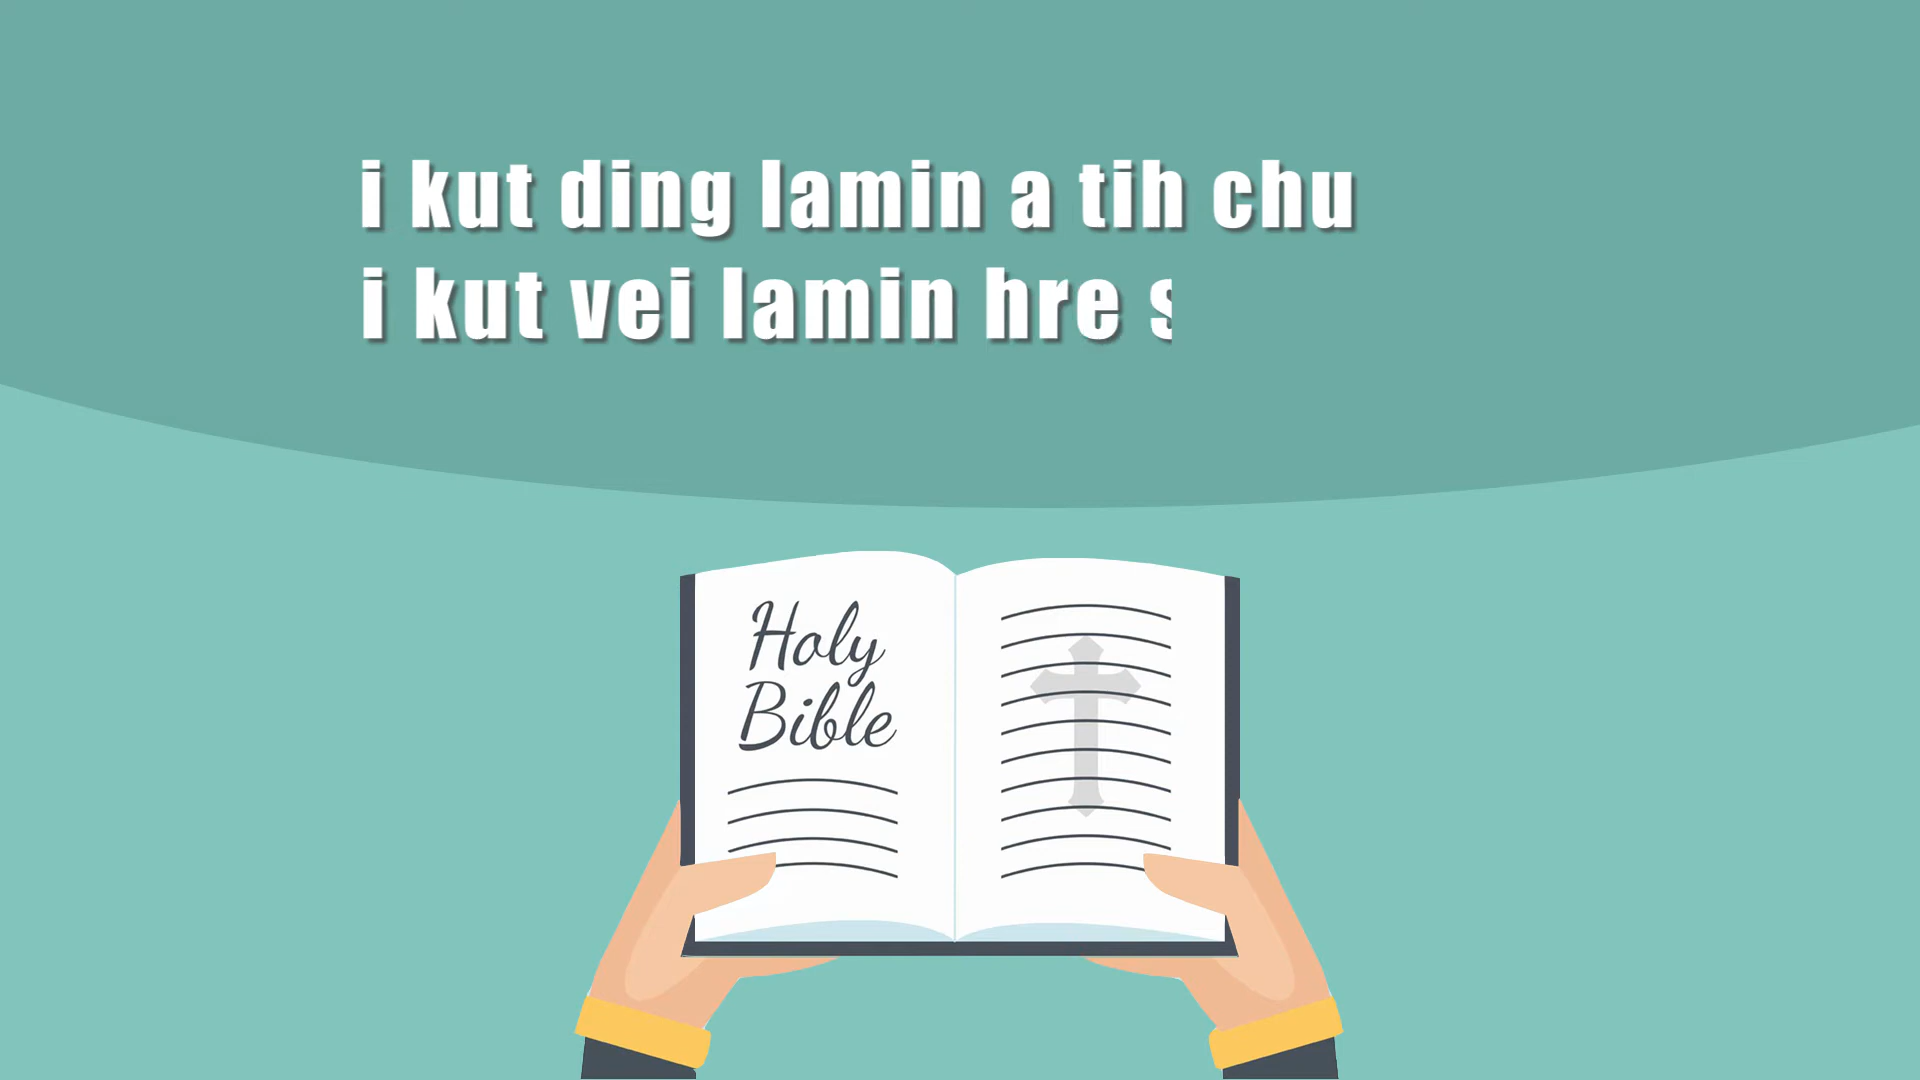 i kut ding lamin a tih chu
i kut vei lamin hre
Holy
Bible